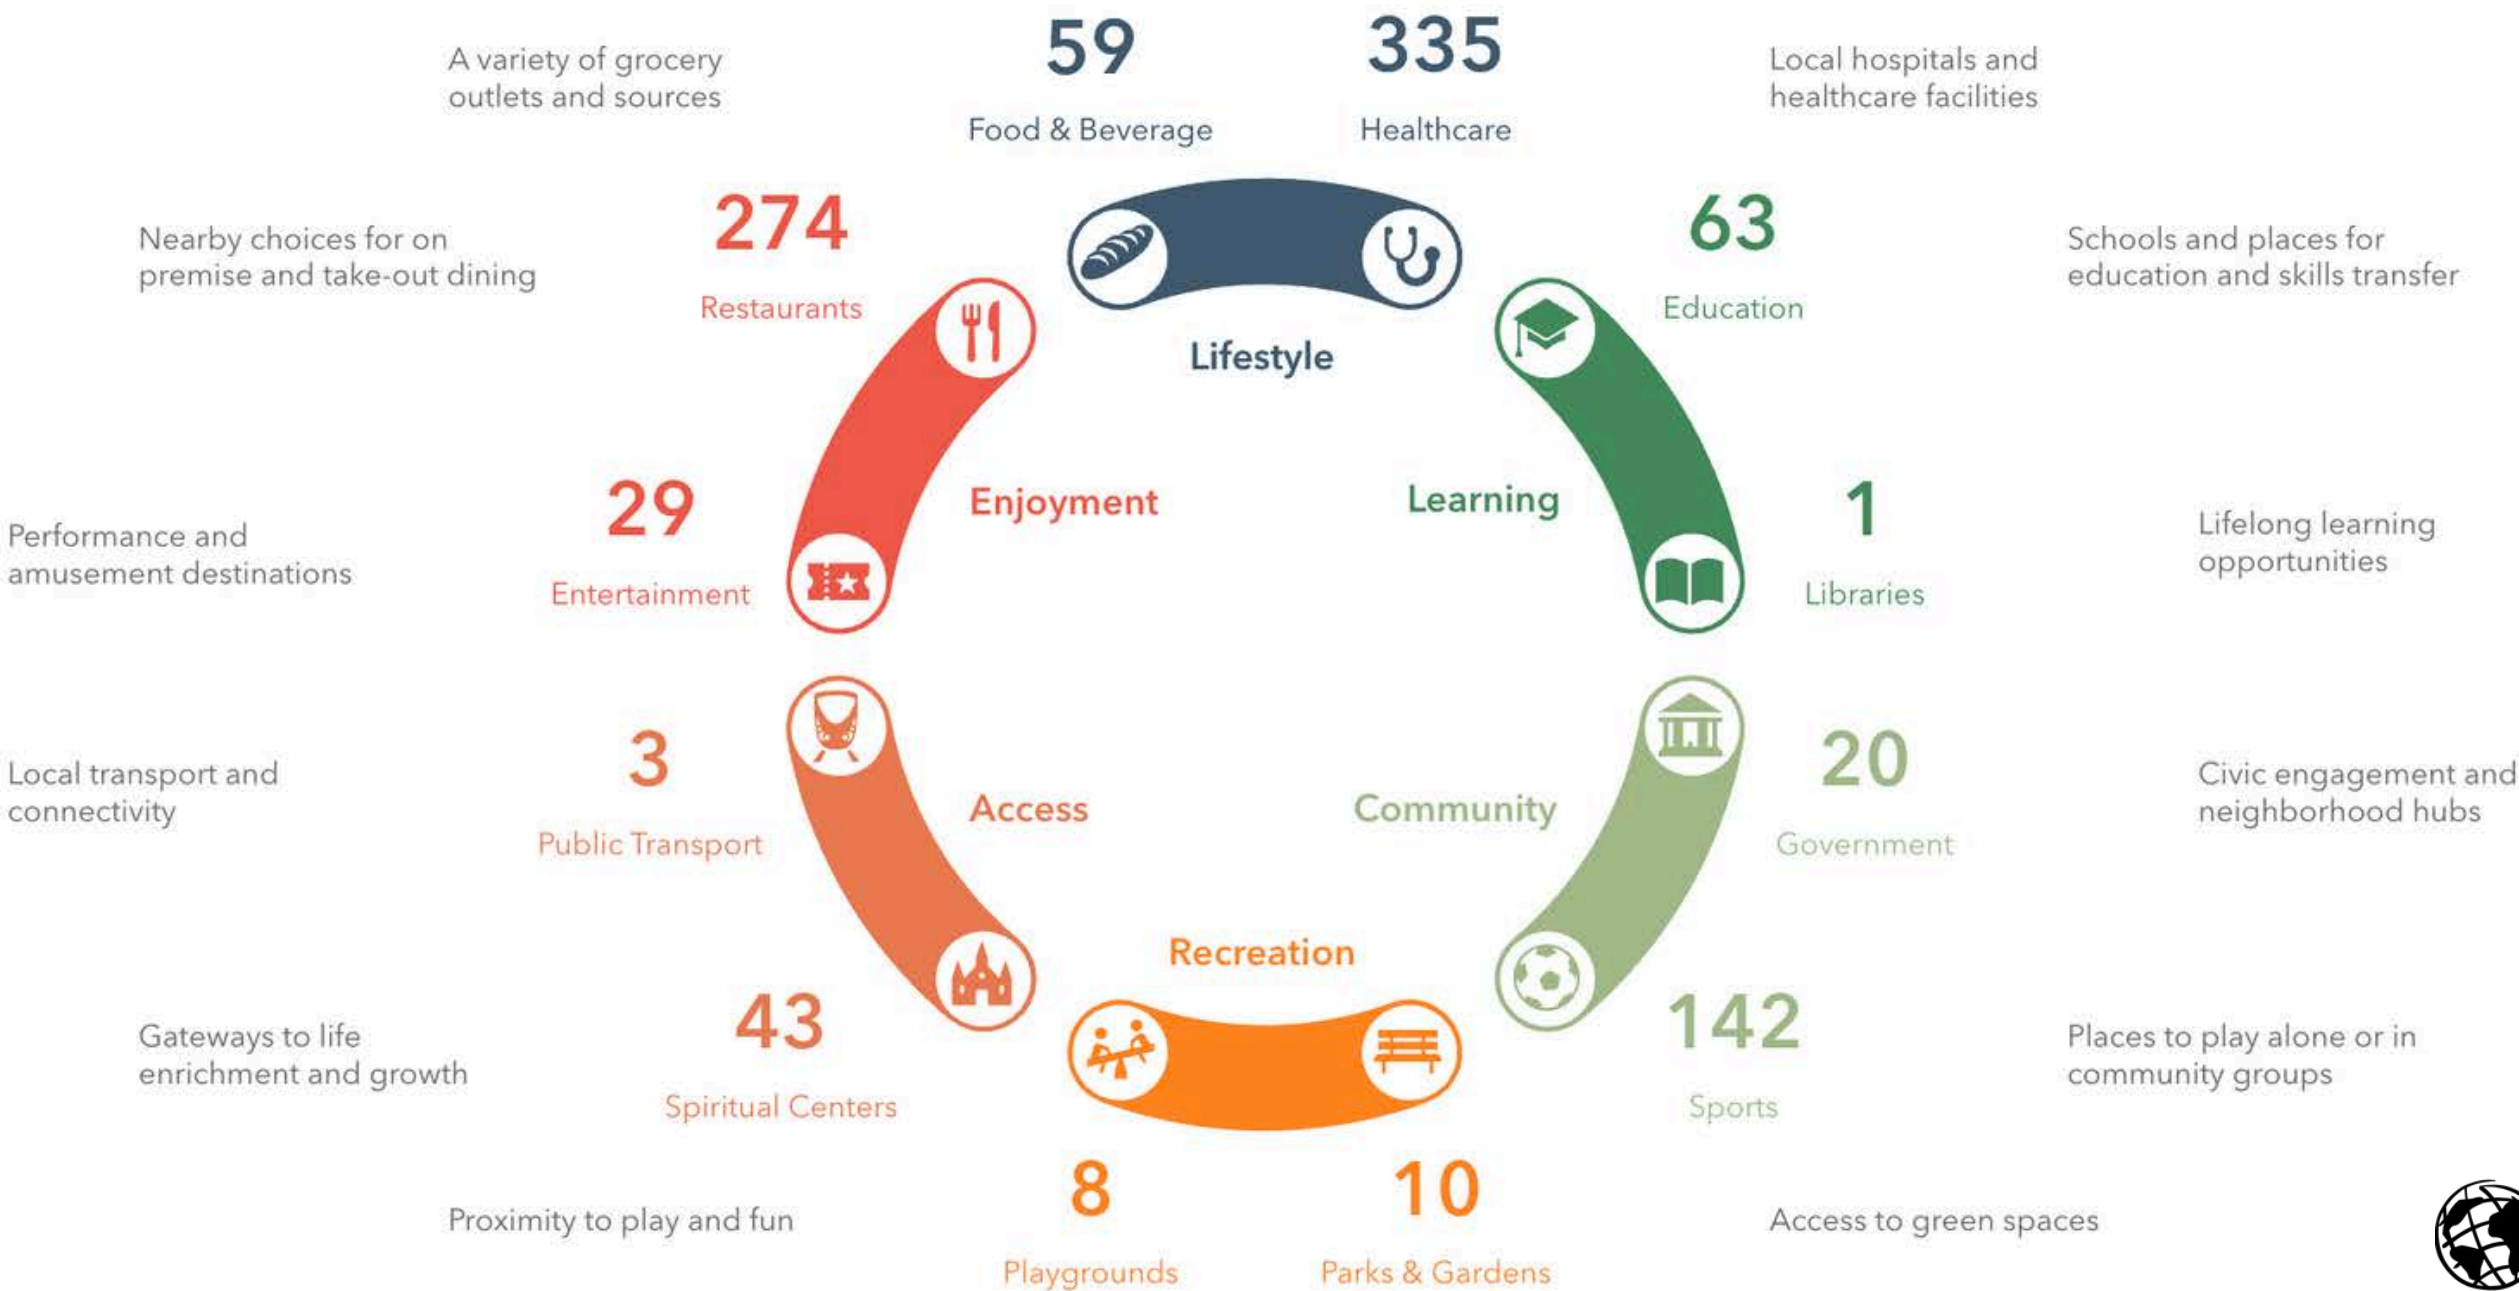 59
335
A variety of grocery
outlets and sources
Local hospitals and
healthcare facilities
Food & Beverage
Healthcare
274
63
Nearby choices for on
premise and take-out dining
Schools and places for
education and skills transfer
Restaurants
Education
Lifestyle
29
Enjoyment
Learning
1
Performance and
amusement destinations
Lifelong learning
opportunities
Entertainment
Libraries
3
20
Local transport and
connectivity
Access
Community
Civic engagement and
neighborhood hubs
Public Transport
Government
Recreation
43
142
Gateways to life
enrichment and growth
Places to play alone or in
community groups
Spiritual Centers
Sports
8
10
Proximity to play and fun
Access to green spaces
Playgrounds
Parks & Gardens